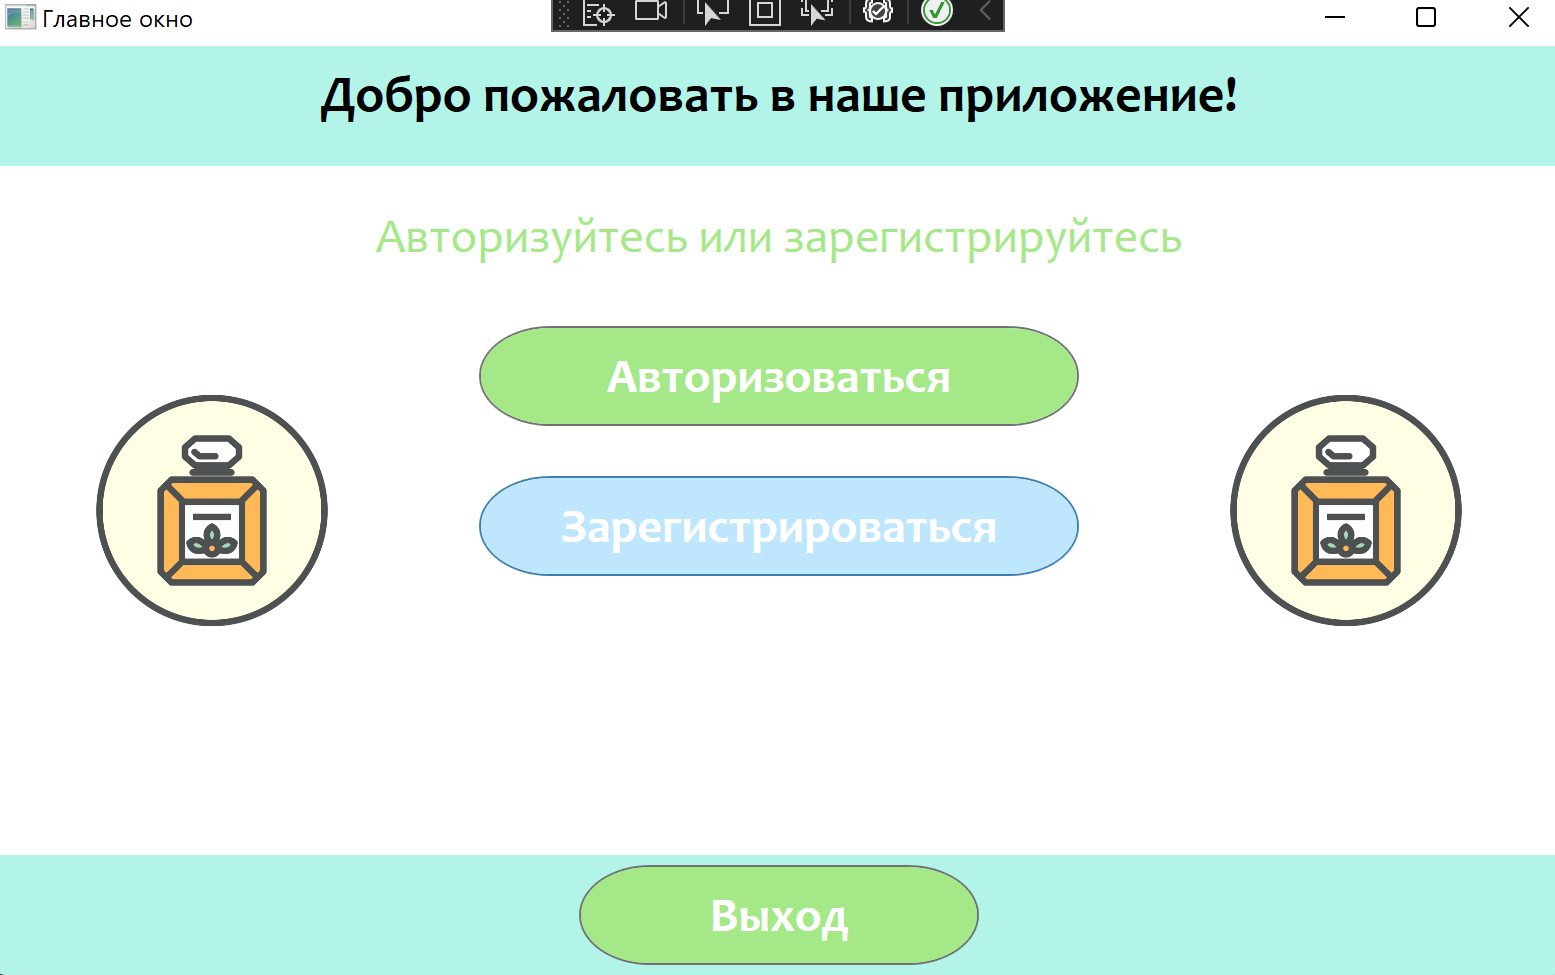 Главное окно
Добро пожаловать в наше приложение!
Авторизуйтесь или зарегистрируйтесь
Авторизоваться
Зарегистрироваться
Выход